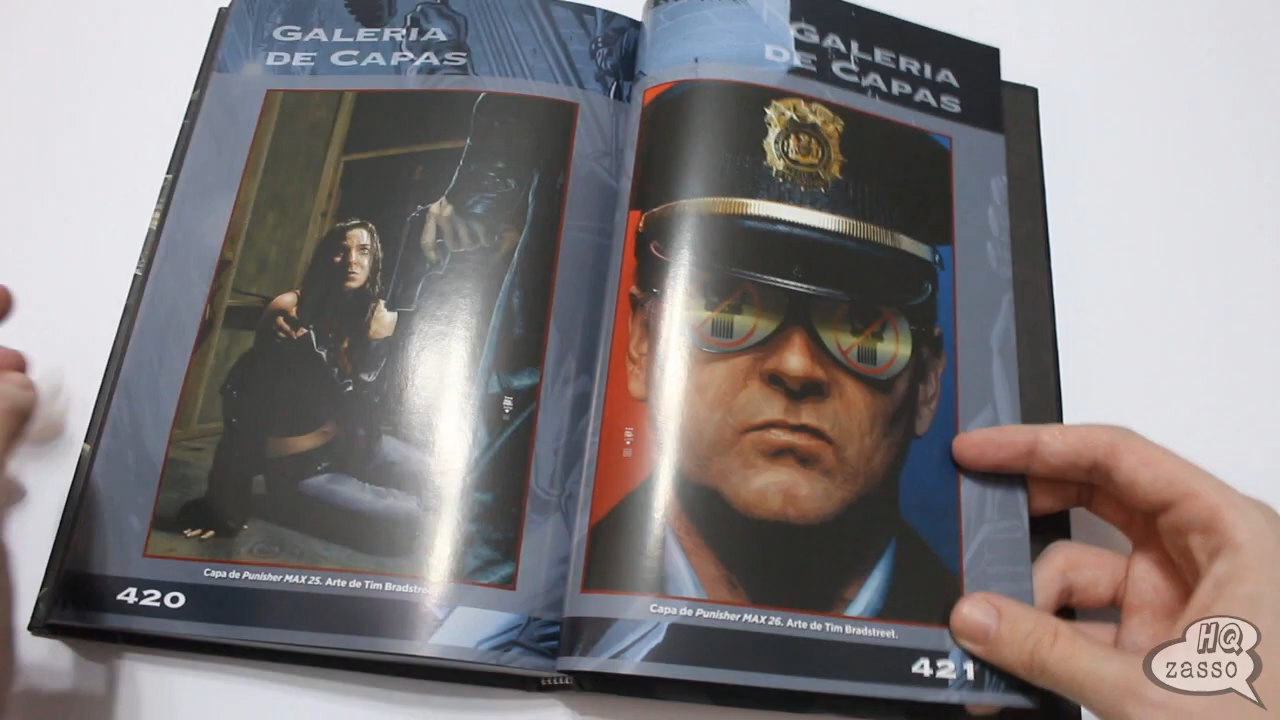 GALERIA
DE CAPAS
Capa de Punisher MAX 25. Arte de Tim Bradstreet
420
GALERIA
DE CAPAS
Capa de Punisher MAX 26. Arte de Tim Bradstreet.
421
HQ
zasso